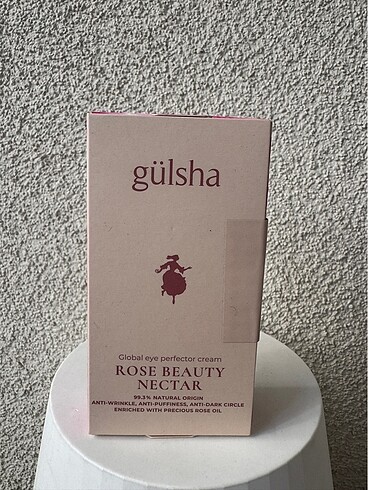 gülsha
Global eye perfector cream
ROSE BEAUTY
NECTAR
99.3% NATURAL ORIGIN
ANTI-WRINKLE, ANTI-PUFFINESS, ANTI-DARK CIRCLE
ENRICHED WITH PRECIOUS ROSE OIL